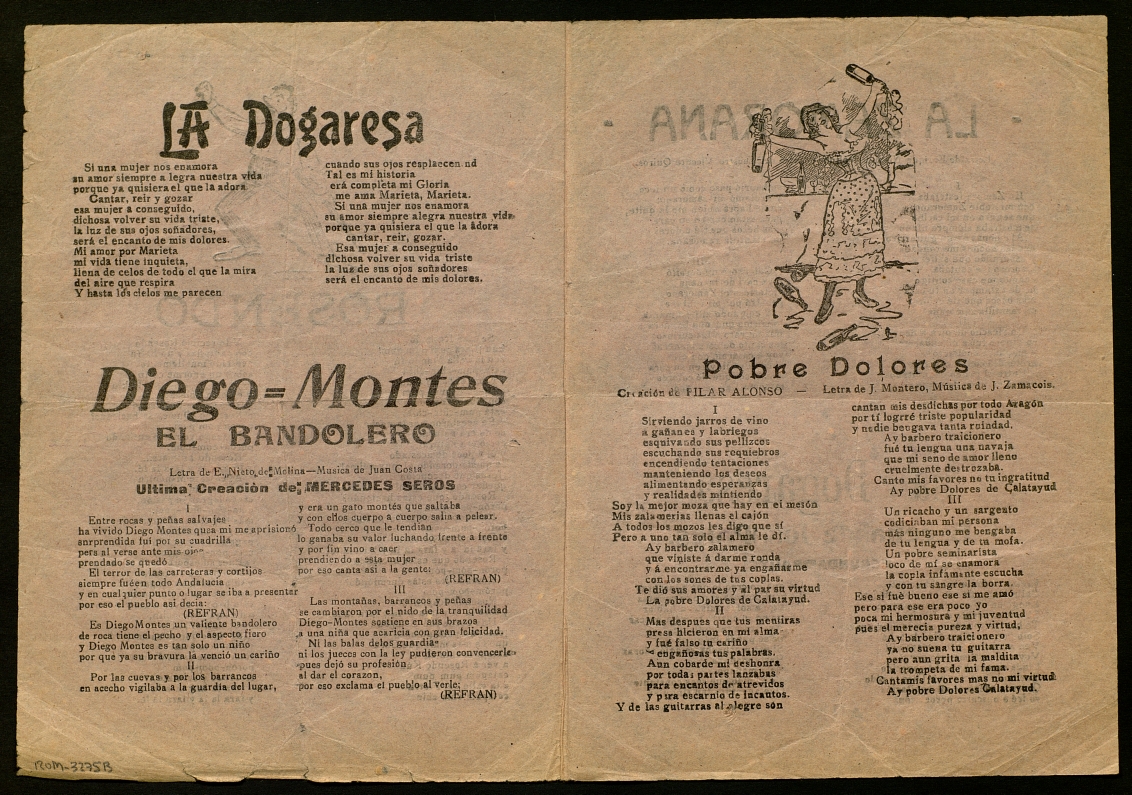 LA Dogaresa
Si una mujer nos enamora
su amor siempre a legra nuestra vida
porque ya quisiera el que la adora
Cantar, reir y gozar
esa mujer a conseguido,
dichosa volver su vida triste,
la luz de sus ojos soñadores,
será el encanto de mis dolores.
Mi amor por Marieta
mi vida tiene inquieta,
llena de celos de todo el que la mira
del aire que respira
Y hasta los cielos me parecen
cuando sus ojos resplaecen nd
Tal es mi historia
erá completa mi Gloria
me ama Marieta, Marieta.
Si una mujer nos enamora
su amor siempre alegra nuestra vida
porque ya quisiera el que la àdora
cantar, reir, gozar.
Esa mujer a conseguido
dichosa volver su vida triste
la luz de sus ojos soñadores
será el encanto de mis dolores.
Diego=Montes
EL BANDOLERO
Letra de E. Nieto de Molina—Musica de Juan Costa
Ultima Creaciòn de MERCEDES SEROS
I
Entre rocas y peñas salvajes
ha vivido Diego Montes quea mi me aprisionó
snrprendida fui por su cuadrilla
pera al verse ante mis ojos
prendado se quedó
El terror de las carreteras y cortijos
siempre fuéen todo Andalucia
y en cualquier punto o lugar se iba a presentar
por eso el pueblo asi decia:
(REFRAN)
Es DiegoMontes un valiente bandolero
de roca tiene el pecho y el aspecto fiero
y Diego Montes es tan solo un niño
por que ya su bravura la venció un cariño
II
Por las cuevas y por los barrancos
en acecho vigilaba a la guardia del lugar,
y era un gato montés que saltaba
y con ellos cuerpo a cuerpo salia a pelear.
Todo cerco que le tendian
lo ganaba su valor luchando frente a frente
y por fin vino a caer
prendiendo a esta mujer
por eso canta asi a la gente:
(REFRAN)
III
Las montañas, barrancos y peñas
se cambiaron por el nido de la tranquilidad
Diego-Montes sostiene en sus brazos
a una niña que acaricia con gran felicidad.
Ni las balas delos guardias
ni los jueces con la ley pudieron convencerle
pues dejó su profesión
al dar el corazon,
por eso exclama el pueblo al verle:
(REFRAN)
ROM-3275B
Pobre Dolores
Creación de PILAR ALONSO — Letra de J. Montero, Músiica de J. Zamacois.
I
Sirviendo jarros de vino
a gañanes y labriegos
esquivando sus pellizcos
escuchando sus requiebros
encendiendo tentaciones
manteniendo los deseos
alimentando esperanzas
y realidades mintiendo
Soy la mejor moza que hay en el mesón
Mis zalamerias llenas el cajón
A todos los mozos les digo que sí
Pero a uno tan solo el alma le dí.
Ay barbero zalamero
que viniste á darme ronda
y á encontrarme ya engañarme
con los sones de tus coplas.
Te dió sus amores y al par su virtud
La pobre Dolores de Calatayud.
II
Mas despues que tus mentiras
presa hicieron en mi alma
y fué falso tu cariño
engañosas tus palabras.
Aun cobarde mi deshonra
por todas partes lanzabas
para encantos de atrevidos
y para escarnio de incautos.
Y de las guitarras al alegre són
cantan mis desdichas por todo Aragón
por tí logrré triste popularidad
y nedie bengava tanta ruindad.
Ay barbero traicionero
fué tu lengua una navaja
que mi seno de amor lleno
cruelmente destrozaba.
Canto mis favores no tu ingratitud
Ay pobre Dolores de Calatayud
III
Un ricacho y un sargento
codiciaban mi persona
más ninguno me bengaba
de tu lengua y de tu mofa.
Un pobre seminarista
loco de mí se enamora
la copla infamante escucha
y con tu sangre la borra.
Ese si fuè bueno ese si me amó
pero para ese era poco yo
poca mi hermosura y mi juventud
pues el merecia pureza y virtud,
Ay barbero traicionero
ya no suena tu guitarra
pero aun grita la maldita
la trompeta de mi fama.
Cantamis favores mas no mi virtud
Ay pobre Dolores Calatayud.